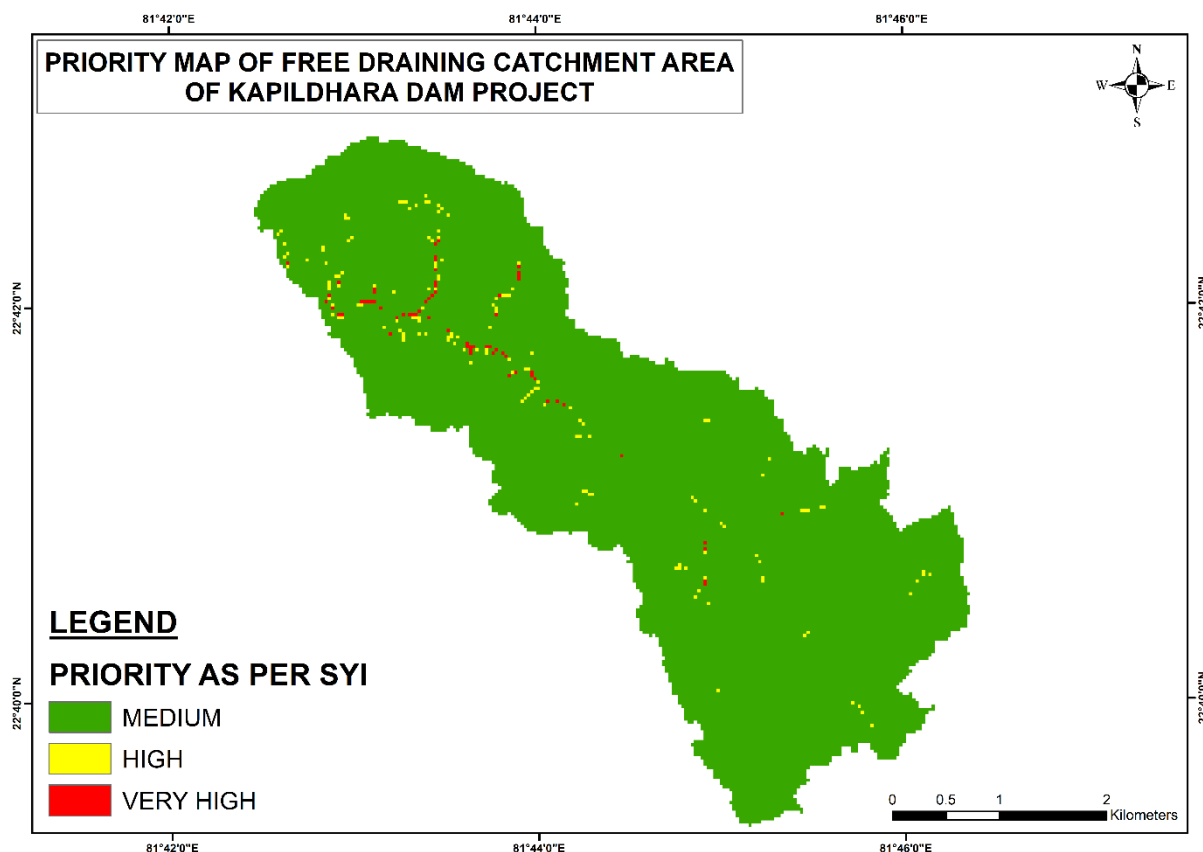 81°42'0"E 81°44'0"E 81°46'0"E
PRIORITY MAP OF FREE DRAINING CATCHMENT AREA
OF KAPILDHARA DAM PROJECT
N
W E
S
22°42'0"N
22°40'0"N
LEGEND
PRIORITY AS PER SYI
MEDIUM
HIGH
VERY HIGH
0 0.5 1 2
Kilometers
81°42'0"E 81°44'0"E 81°46'0"E